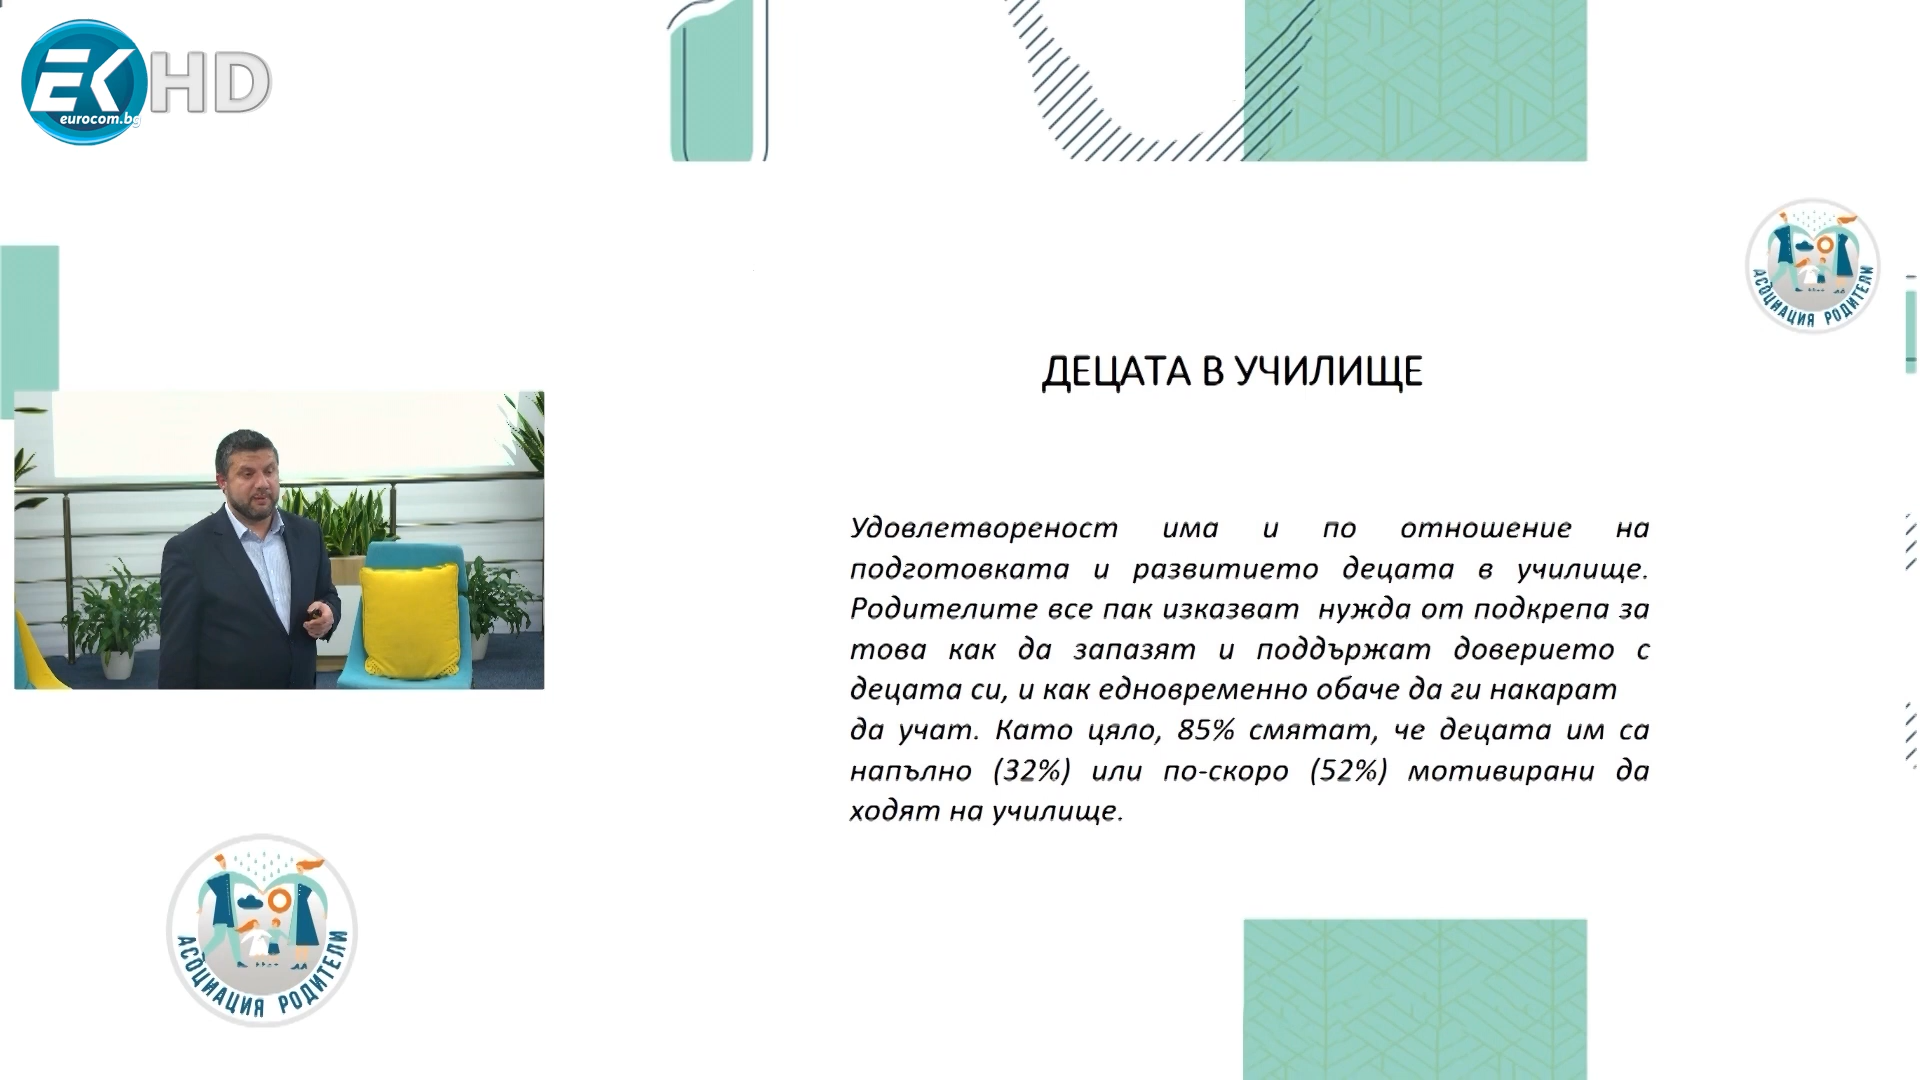 EK HD
eurocom.bg
АСОЦИАЦИЯ РОДИТЕЛИ
ДЕЦАТА В УЧИЛИЩЕ
Удовлетвореност има и по отношение на
подготовката и развитието децата в училище.
Родителите все пак изказват нужда от подкрепа за
това как да запазят и поддържат доверието с
децата си, и как едновременно обаче да ги накарат
да учат. Като цяло, 85% смятат, че децата им са
напълно (32%) или по-скоро (52%) мотивирани да
ходят на училище.
АСОЦИАЦИЯ РОДИТЕЛИ